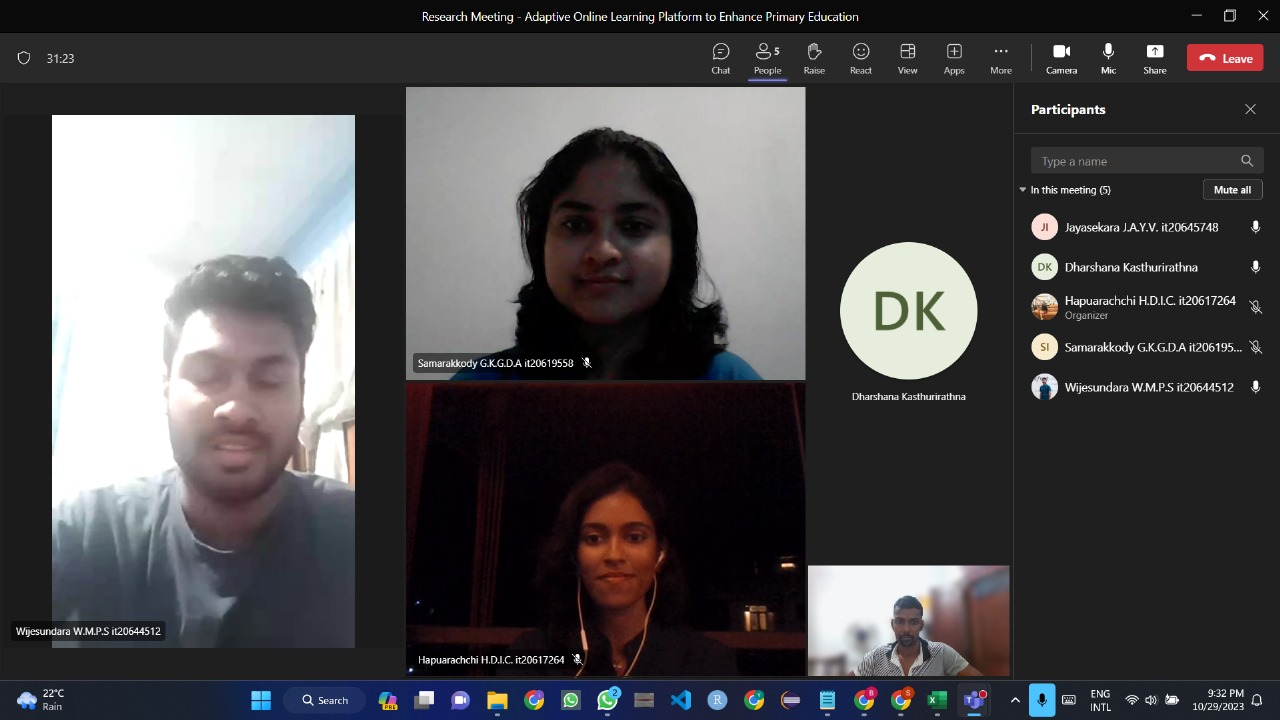 Research Meeting - Adaptive Online Learning Platform to Enhance Primary Education
31:23
Chat
5
People
Raise
React
View
Apps
More
Camera
Mic
Share
Leave
Participants
Type a name
In this meeting (5)
Mute all
JI
Jayasekara J.A.Y.V. it20645748
DK
Dharshana Kasthurirathna
Hapuarachchi H.D.I.C. it20617264
Organizer
SI
Samarakkody G.K.G.D.A it206195...
Wijesundara W.M.P.S it20644512
Samarakkody G.K.G.D.A it20619558
DK
Dharshana Kasthurirathna
Wijesundara W.M.P.S it20644512
Hapuarachchi H.D.I.C. it20617264
22°C
Rain
Search
PRE
2
R
B
S
ENG
INTL
9:32 PM
10/29/2023